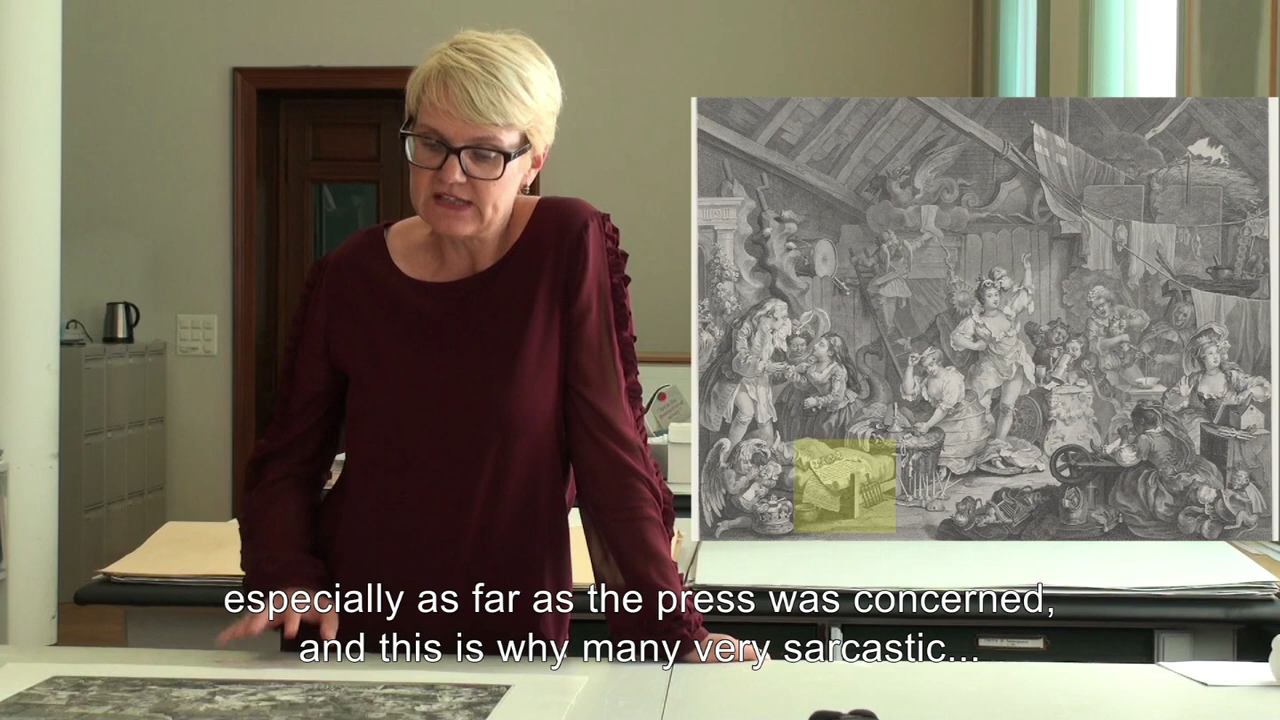 especially as far as the press was concerned,
and this is why many very sarcastic...